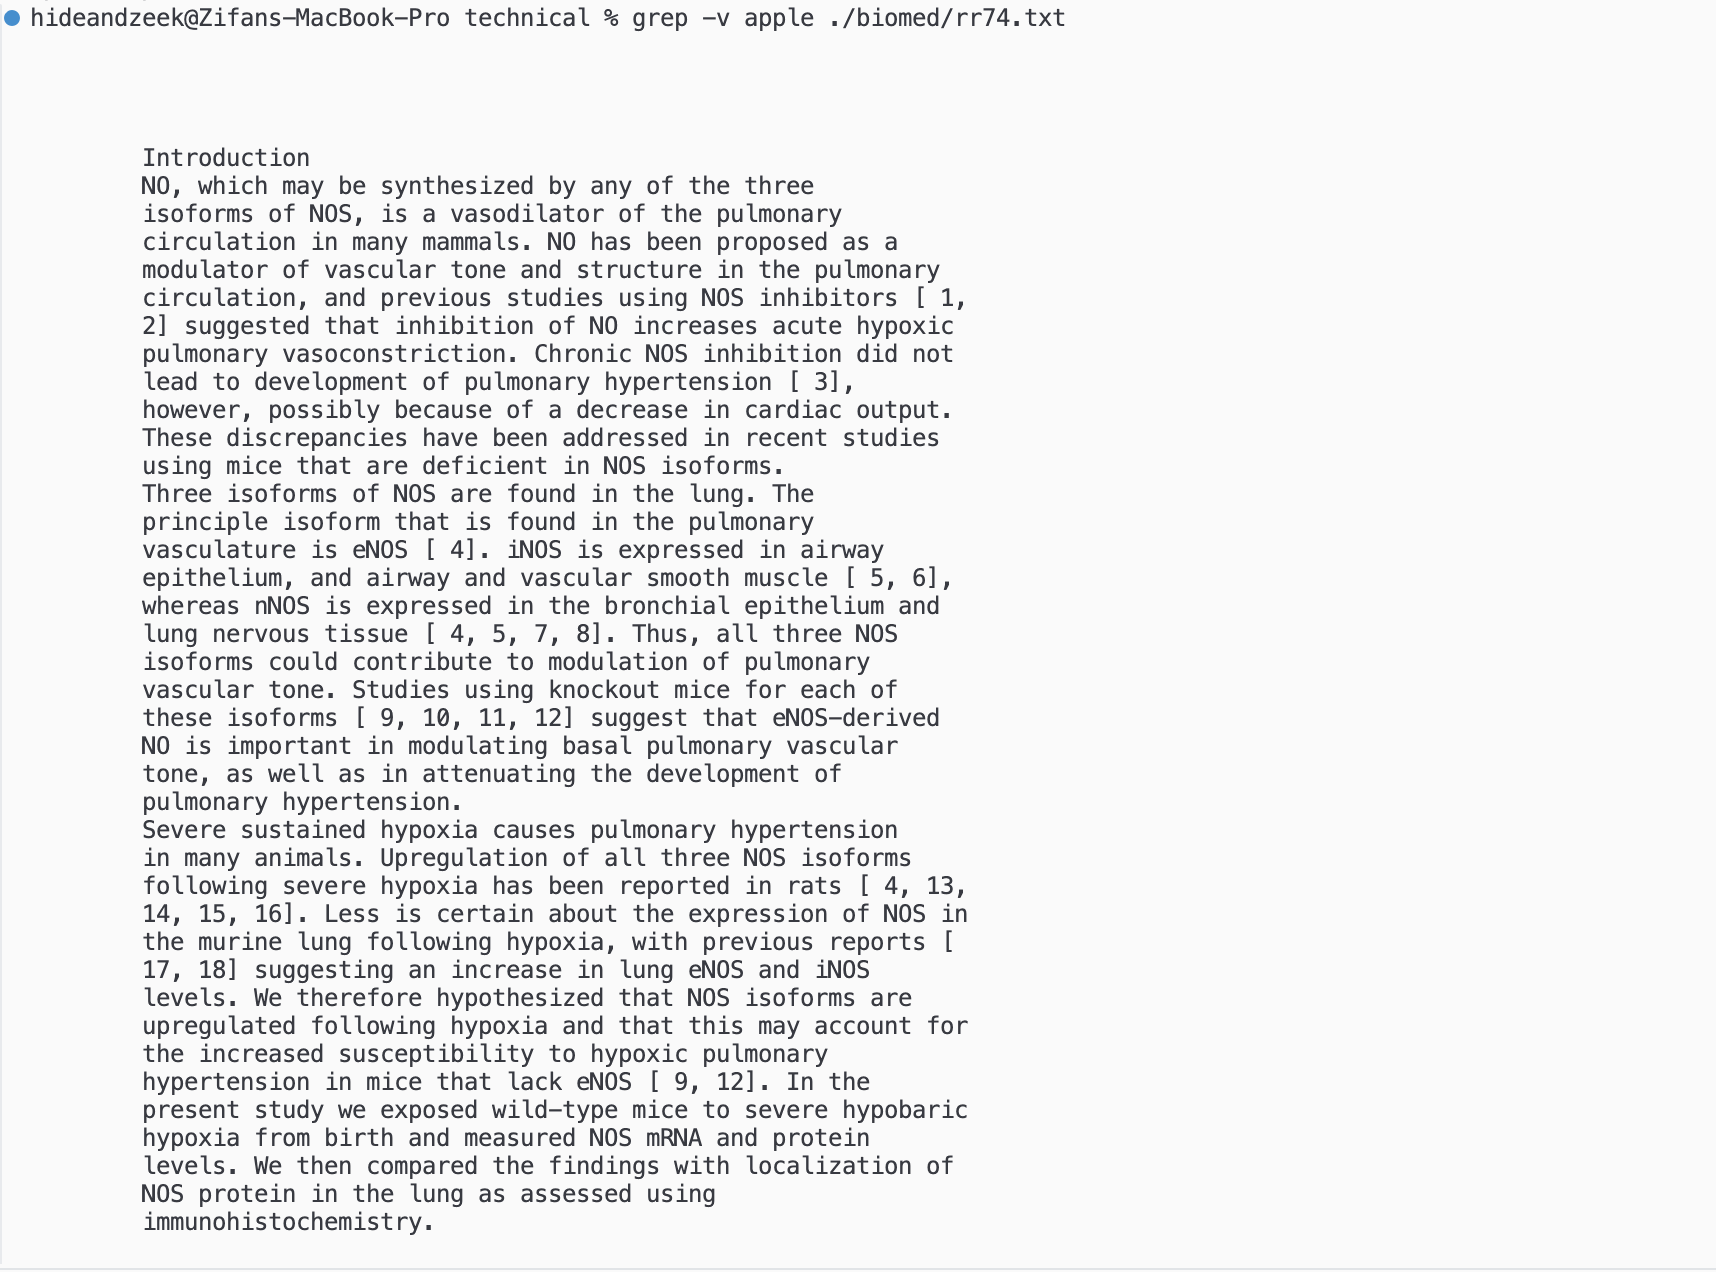 hideandzeek@Zifans-MacBook-Pro technical % grep -v apple ./biomed/rr74.txt
Introduction
NO, which may be synthesized by any of the three
isoforms of NOS, is a vasodilator of the pulmonary
circulation in many mammals. NO has been proposed as a
modulator of vascular tone and structure in the pulmonary
circulation, and previous studies using NOS inhibitors [ 1,
2] suggested that inhibition of NO increases acute hypoxic
pulmonary vasoconstriction. Chronic NOS inhibition did not
lead to development of pulmonary hypertension [ 3],
however, possibly because of a decrease in cardiac output.
These discrepancies have been addressed in recent studies
using mice that are deficient in NOS isoforms.
Three isoforms of NOS are found in the lung. The
principle isoform that is found in the pulmonary
vasculature is eNOS [ 4]. iNOS is expressed in airway
epithelium, and airway and vascular smooth muscle [ 5, 6],
whereas nNOS is expressed in the bronchial epithelium and
lung nervous tissue [ 4, 5, 7, 8]. Thus, all three NOS
isoforms could contribute to modulation of pulmonary
vascular tone. Studies using knockout mice for each of
these isoforms [ 9, 10, 11, 12] suggest that eNOS-derived
NO is important in modulating basal pulmonary vascular
tone, as well as in attenuating the development of
pulmonary hypertension.
Severe sustained hypoxia causes pulmonary hypertension
in many animals. Upregulation of all three NOS isoforms
following severe hypoxia has been reported in rats [ 4, 13,
14, 15, 16]. Less is certain about the expression of NOS in
the murine lung following hypoxia, with previous reports [
17, 18] suggesting an increase in lung eNOS and iNOS
levels. We therefore hypothesized that NOS isoforms are
upregulated following hypoxia and that this may account for
the increased susceptibility to hypoxic pulmonary
hypertension in mice that lack eNOS [ 9, 12]. In the
present study we exposed wild-type mice to severe hypobaric
hypoxia from birth and measured NOS mRNA and protein
levels. We then compared the findings with localization of
NOS protein in the lung as assessed using
immunohistochemistry.